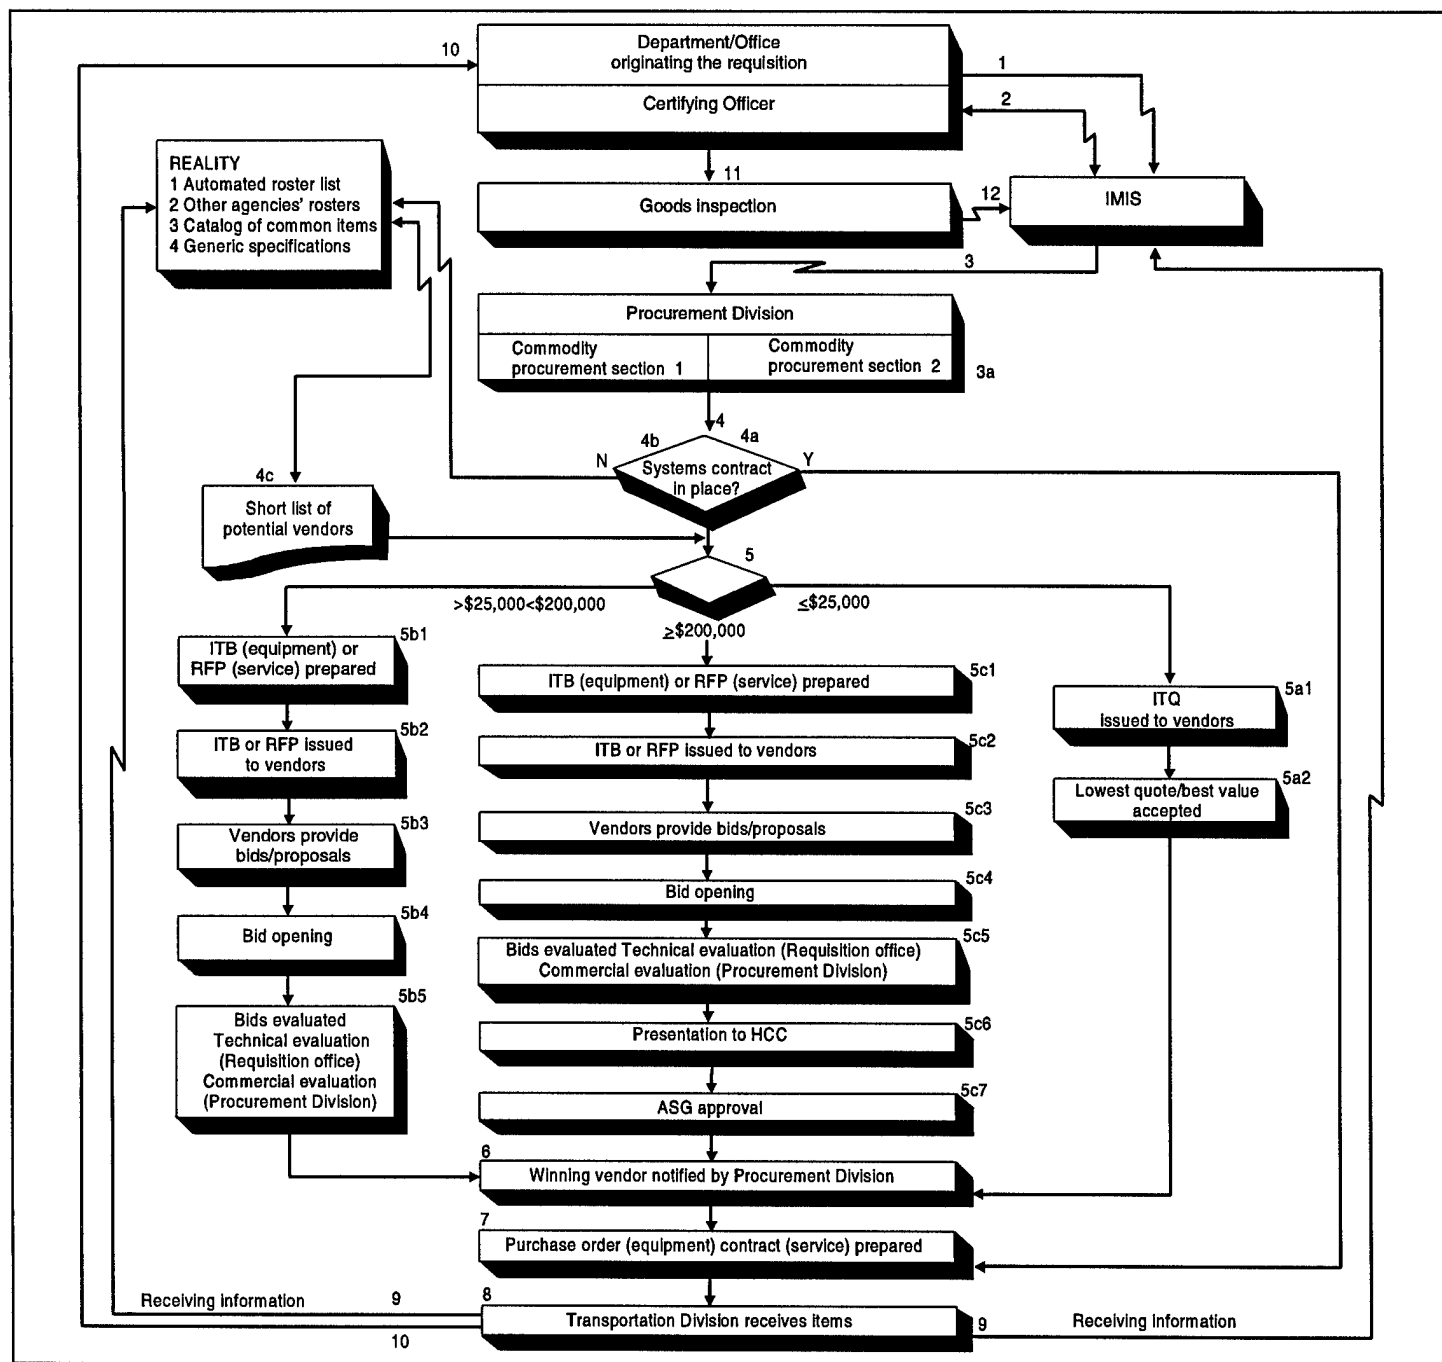 10
Department/Office
originating the requisition
1
Certifying Officer
2
REALITY
1 Automated roster list
2 Other agencies' rosters
3 Catalog of common items
4 Generic specifications
11
Goods inspection
12
IMIS
3
Procurement Division
Commodity
procurement section 1
Commodity
procurement section 2
3a
4
4b
4a
N
Y
Systems contract
in place?
4c
Short list of
potential vendors
5
>$25,000<$200,000
≤$25,000
≥$200,000
5b1
ITB (equipment) or
RFP (service) prepared
5c1
ITB (equipment) or RFP (service) prepared
5a1
ITQ
issued to vendors
5b2
ITB or RFP issued
to vendors
5c2
ITB or RFP issued to vendors
5a2
Lowest quote/best value
accepted
5b3
Vendors provide
bids/proposals
5c3
Vendors provide bids/proposals
5c4
Bid opening
5b4
Bid opening
5c5
Bids evaluated Technical evaluation (Requisition office)
Commercial evaluation (Procurement Division)
5b5
Bids evaluated
Technical evaluation
(Requisition office)
Commercial evaluation
(Procurement Division)
5c6
Presentation to HCC
5c7
ASG approval
6
Winning vendor notified by Procurement Division
7
Purchase order (equipment) contract (service) prepared
Receiving information
9
8
Transportation Division receives items
9
Receiving information
10